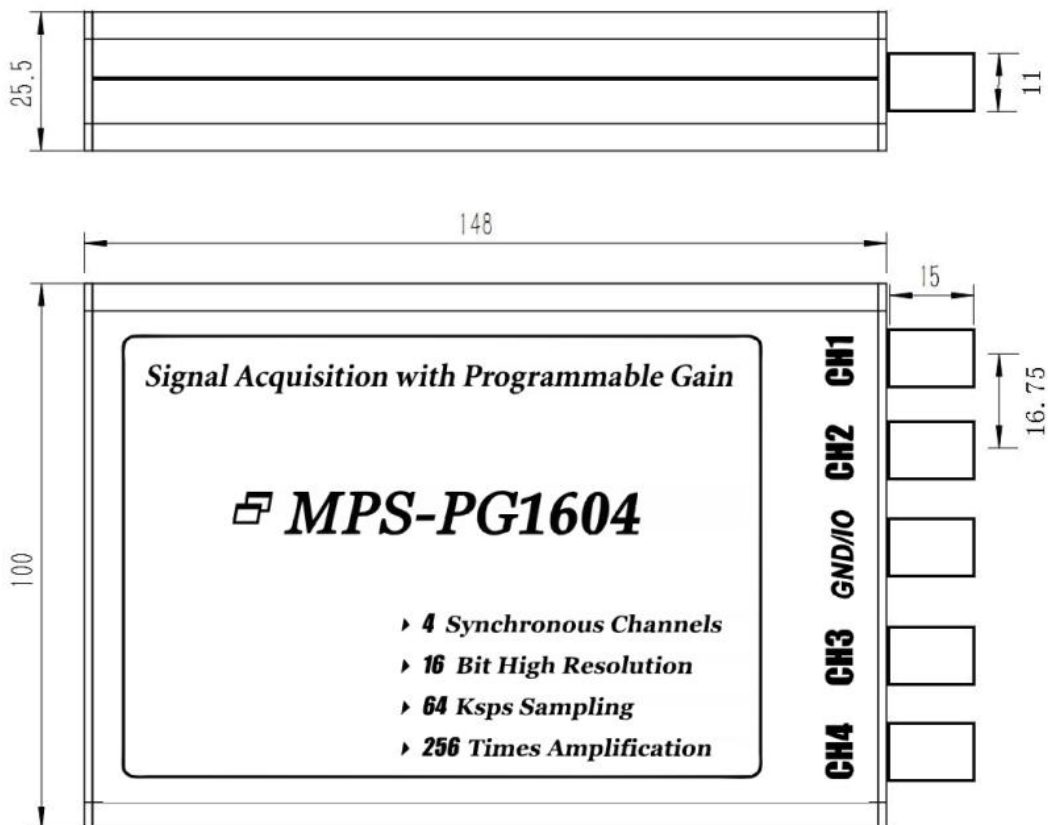 25.5
11
148
15
16.75
100
Signal Acquisition with Programmable Gain
MPS-PG1604
4 Synchronous Channels
16 Bit High Resolution
64 Ksps Sampling
256 Times Amplification
CH1
CH2
GND/IO
CH3
CH4